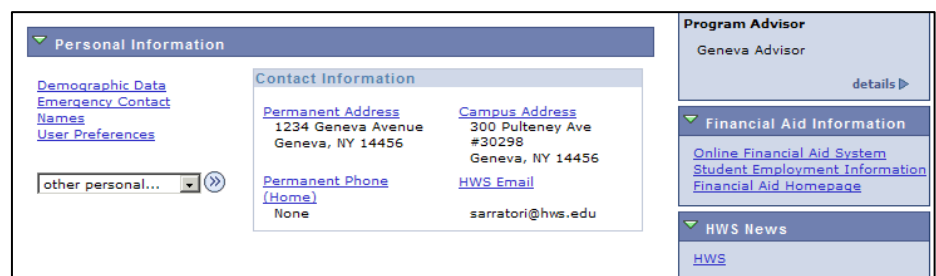 Personal Information
Demographic Data
Emergency Contact
Names
User Preferences
other personal...
Contact Information
Permanent Address
1234 Geneva Avenue
Geneva, NY 14456
Campus Address
300 Pulteney Ave
#30298
Geneva, NY 14456
Permanent Phone
(Home)
None
HWS Email
sarratori@hws.edu
Program Advisor
Geneva Advisor
details
Financial Aid Information
Online Financial Aid System
Student Employment Information
Financial Aid Homepage
HWS News
HWS